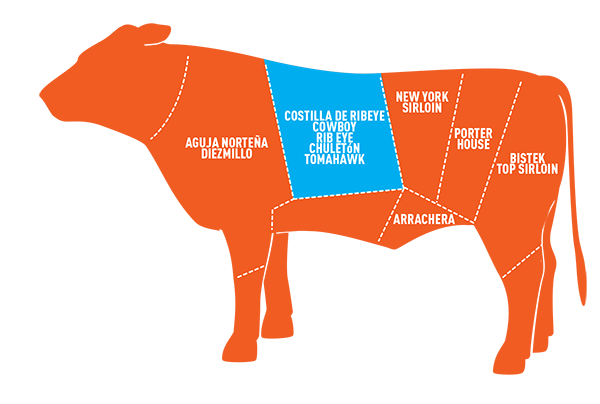 AGUJA NORTEÑA
DIEZMILLO
COSTILLA DE RIBEYE
COWBOY
RIB EYE
CHULETóN
TOMAHAWK
NEW YORK
SIRLOIN
PORTER
HOUSE
BISTEK
TOP SIRLOIN
ARRACHERA